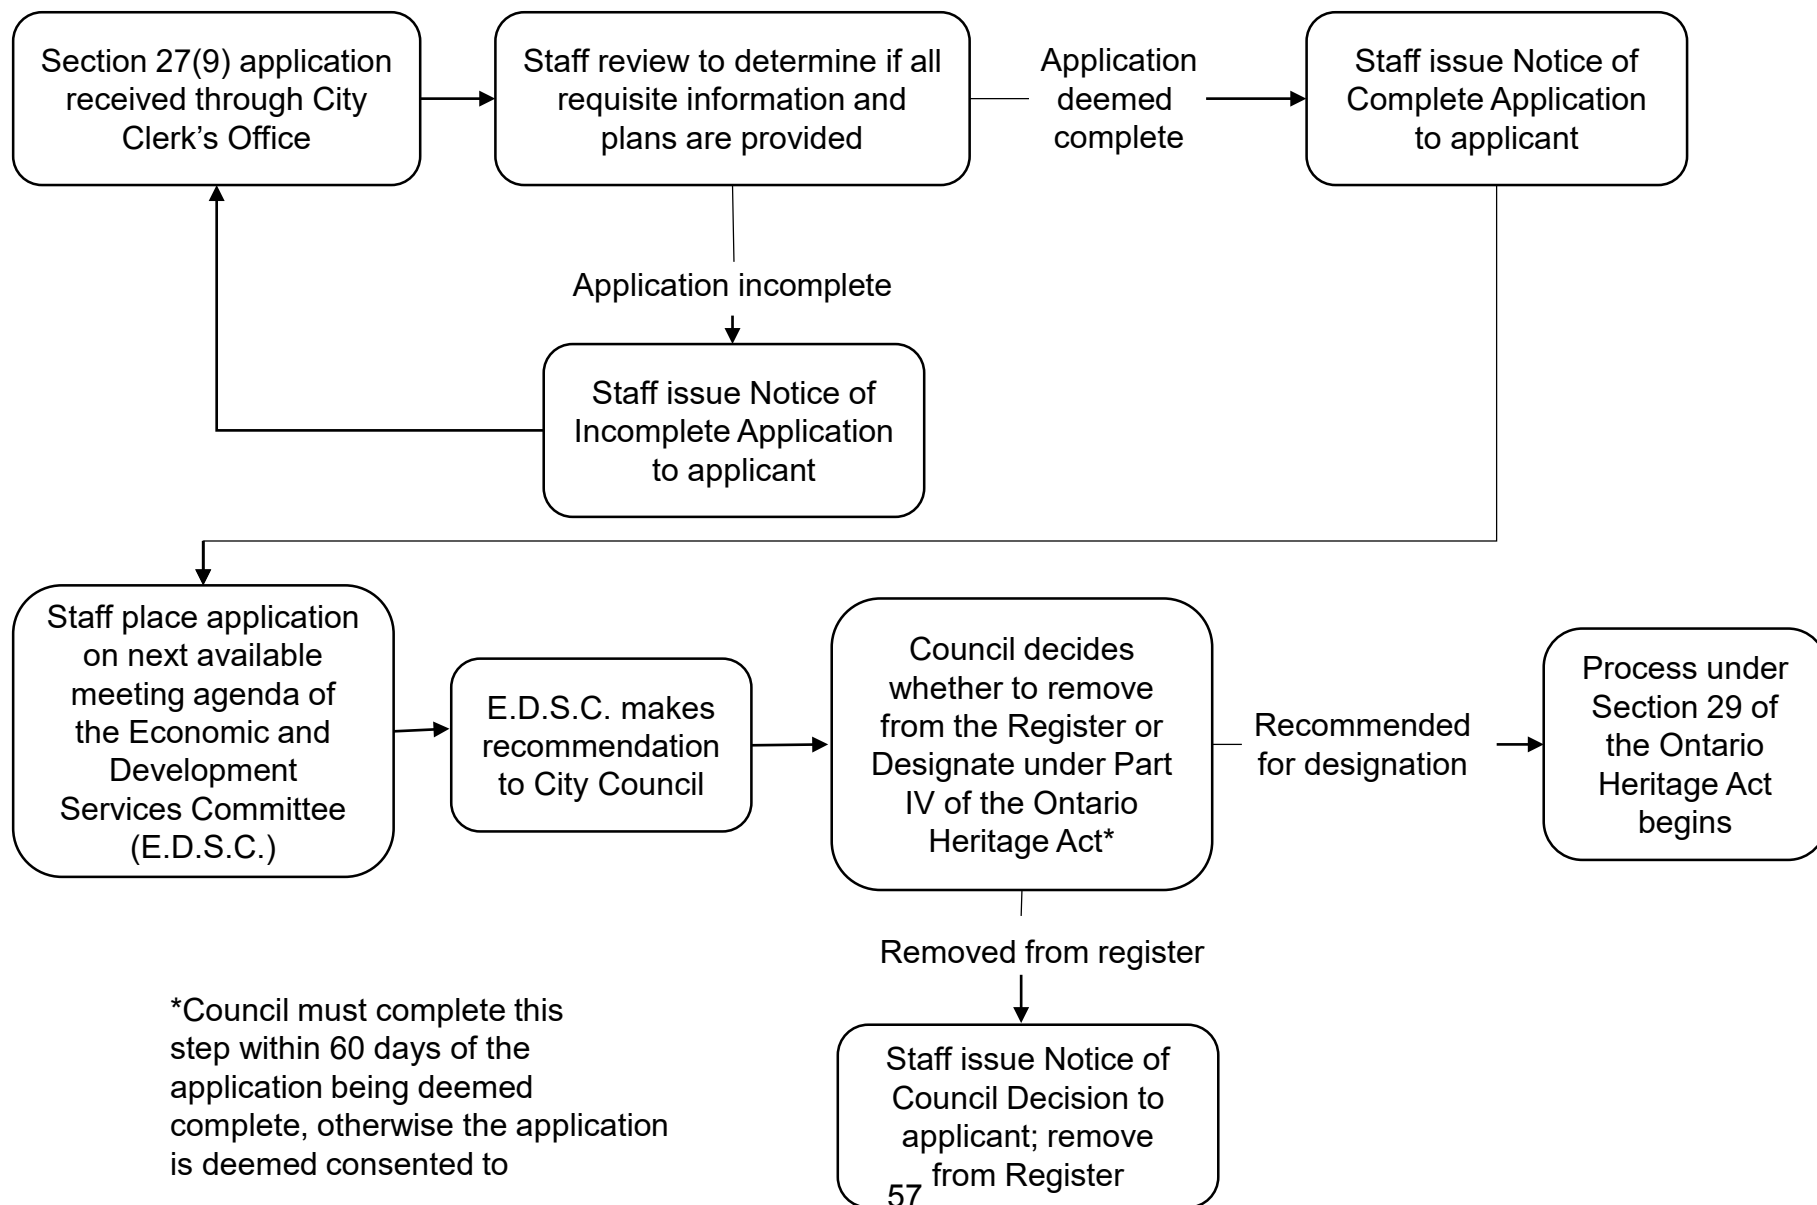 Section 27(9) application
received through City
Clerk’s Office
Staff review to determine if all
requisite information and
plans are provided
Application
deemed
complete
Staff issue Notice of
Complete Application
to applicant
Application incomplete
Staff issue Notice of
Incomplete Application
to applicant
Staff place application
on next available
meeting agenda of
the Economic and
Development
Services Committee
(E.D.S.C.)
E.D.S.C. makes
recommendation
to City Council
Council decides
whether to remove
from the Register or
Designate under Part
IV of the Ontario
Heritage Act*
Recommended
for designation
Process under
Section 29 of
the Ontario
Heritage Act
begins
Removed from register
*Council must complete this
step within 60 days of the
application being deemed
complete, otherwise the application
is deemed consented to
Staff issue Notice of
Council Decision to
applicant; remove
from Register
57